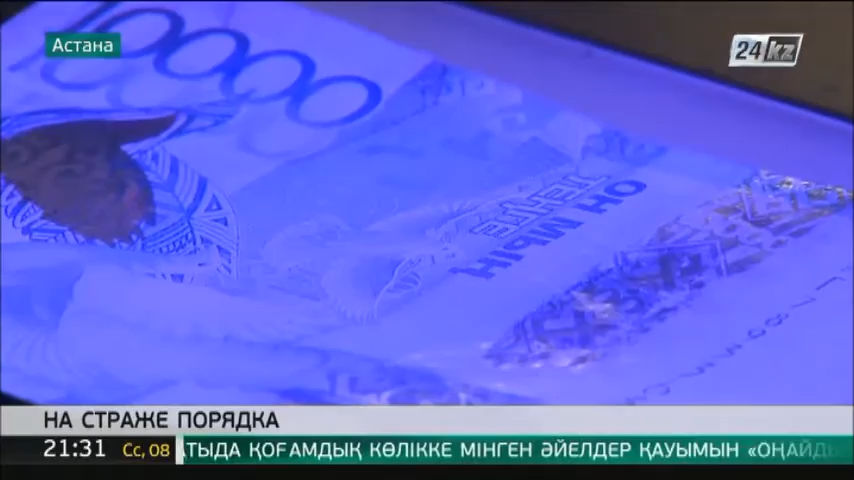 Астана
24kz
10000
ОН МЫҢ
ТЕҢГЕ
НА СТРАЖЕ ПОРЯДКА
21:31 Сс, 08 АТЫДА ҚОҒАМДЫҚ КӨЛІККЕ МІНГЕН ӘЙЕЛДЕР ҚАУЫМЫН «ОҢАЙД